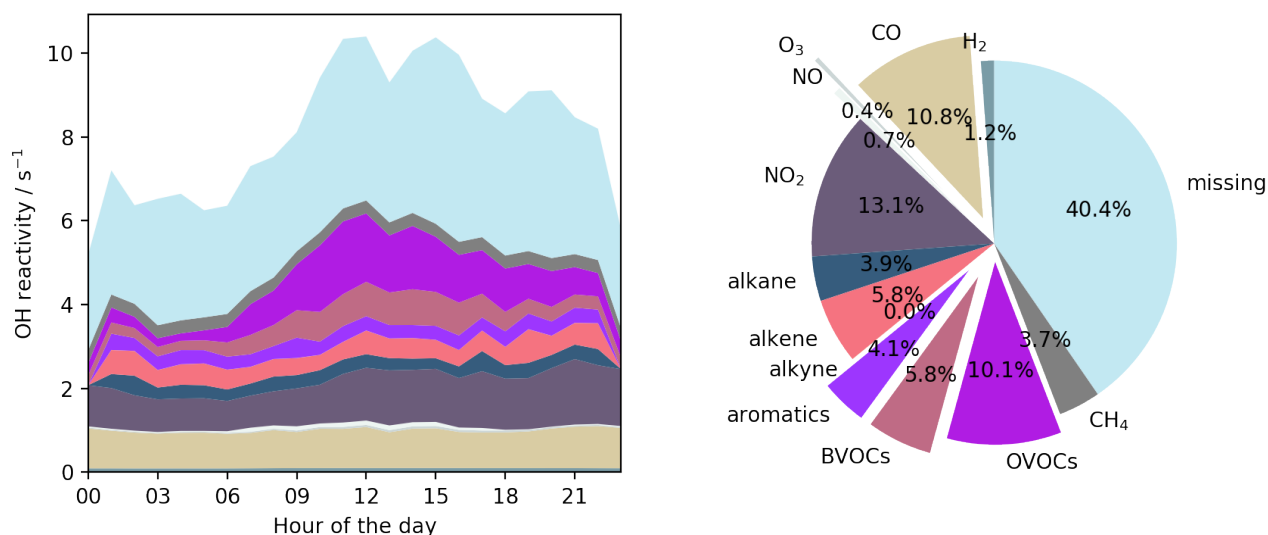 10
8
6
4
2
0
OH reactivity / s⁻¹
00 03 06 09 12 15 18 21
Hour of the day
CO
H₂
O₃
NO
0.4%
10.8%
1.2%
0.7%
NO₂
missing
13.1%
40.4%
3.9%
alkane
5.8%
0.0%
alkene
4.1%
3.7%
alkyne
5.8%
10.1%
aromatics
CH₄
BVOCs
OVOCs